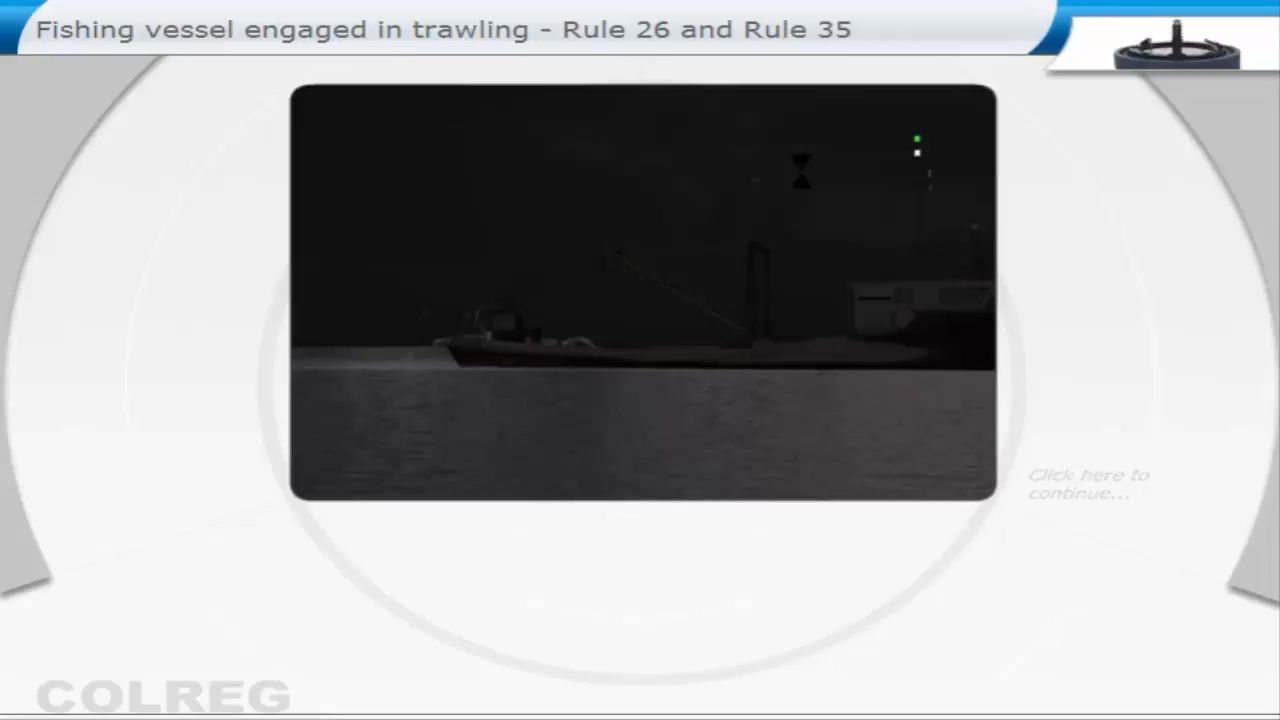 Fishing vessel engaged in trawling - Rule 26 and Rule 35
Click here to
continue...
COLREG